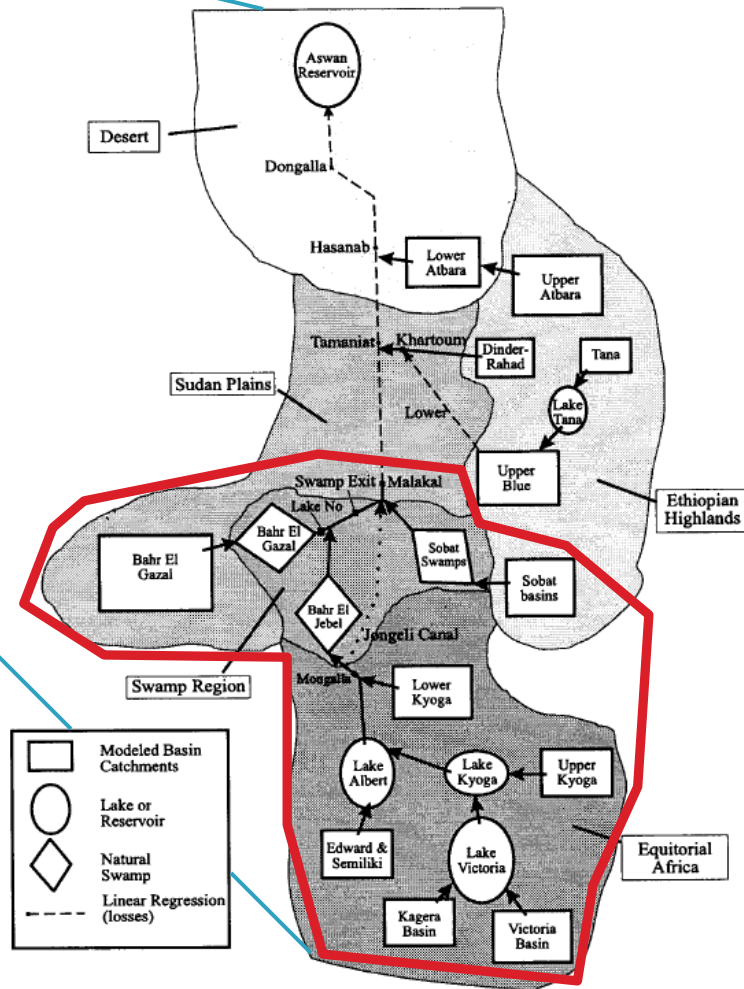 Aswan
Reservoir
Desert
Dongalla
Hasanab
Lower
Atbara
Upper
Atbara
Tamaniat
Khartoum
Dinder-
Rahad
Tana
Sudan Plains
Lake
Tana
Lower
Upper
Blue
Swamp Exit
Malakal
Ethiopian
Highlands
Lake No
Bahr El
Gazal
Bahr El
Gazal
Sobat
Swamps
Sobat
basins
Bahr El
Jebel
Jongeli Canal
Mongalla
Swamp Region
Lower
Kyoga
Modeled Basin
Catchments
Lake or
Reservoir
Natural
Swamp
Linear Regression
(losses)
Lake
Albert
Lake
Kyoga
Upper
Kyoga
Edward &
Semiliki
Lake
Victoria
Equitorial
Africa
Kagera
Basin
Victoria
Basin